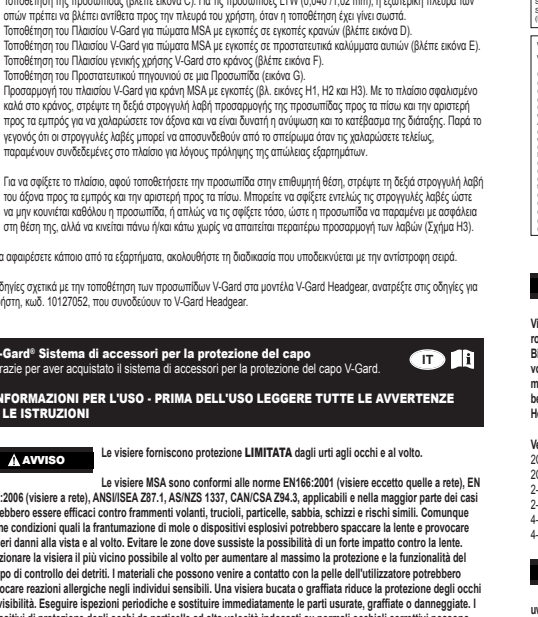 Τοποθέτηση της προσωπίδας (βλέπε εικόνα C). Για τις προσωπίδες LTW (0,04"/1,02 mm), η εξωτερική πλευρά των
οπών πρέπει να βλέπει αντίθετα προς την πλευρά του χρήστη, όταν η τοποθέτηση έχει γίνει σωστά.
Τοποθέτηση του Πλαισίου V-Gard για πώματα MSA με εγκοπές σε εγκοπές κρανών (βλέπε εικόνα D).
Τοποθέτηση του Πλαισίου V-Gard για πώματα MSA με εγκοπές σε προστατευτικά καλύμματα αυτιών (βλέπε εικόνα E).
Τοποθέτηση του Πλαισίου γενικής χρήσης V-Gard στο κράνος (βλέπε εικόνα F).
Τοποθέτηση του Προστατευτικού πηγουνιού σε μια Προσωπίδα (εικόνα G).
Προσαρμογή του πλαισίου V-Gard για κράνη MSA με εγκοπές (βλ. εικόνες H1, H2 και H3). Με το πλαίσιο σφαλισμένο
καλά στο κράνος, στρέψτε τη δεξιά στρογγυλή λαβή προσαρμογής της προσωπίδας προς τα πίσω και την αριστερή
προς τα εμπρός για να χαλαρώσετε τον άξονα και να είναι δυνατή η ανύψωση και το κατέβασμα της διάταξης. Παρά το
γεγονός ότι οι στρογγυλές λαβές μπορεί να αποσυνδεθούν από το σπείρωμα όταν τις χαλαρώσετε τελείως,
παραμένουν συνδεδεμένες στο πλαίσιο για λόγους πρόληψης της απώλειας εξαρτημάτων.
Για να σφίξετε το πλαίσιο, αφού τοποθετήσετε την προσωπίδα στην επιθυμητή θέση, στρέψτε τη δεξιά στρογγυλή λαβή
του άξονα προς τα εμπρός και την αριστερή προς τα πίσω. Μπορείτε να σφίξετε εντελώς τις στρογγυλές λαβές ώστε
να μην κουνιέται καθόλου η προσωπίδα, ή απλώς να τις σφίξετε τόσο, ώστε η προσωπίδα να παραμένει με ασφάλεια
στη θέση της, αλλά να κινείται πάνω ή/και κάτω χωρίς να απαιτείται περαιτέρω προσαρμογή των λαβών (Σχήμα H3).
α αφαιρέσετε κάποιο από τα εξαρτήματα, ακολουθήστε τη διαδικασία που υποδεικνύεται με την αντίστροφη σειρά.
δηγίες σχετικά με την τοποθέτηση των προσωπίδων V-Gard στα μοντέλα V-Gard Headgear, ανατρέξτε στις οδηγίες για
ρήστη, κωδ. 10127052, που συνοδεύουν το V-Gard Headgear.
-Gard® Sistema di accessori per la protezione del capo
razie per aver acquistato il sistema di accessori per la protezione del capo V-Gard.
IT
NFORMAZIONI PER L'USO - PRIMA DELL'USO LEGGERE TUTTE LE AVVERTENZE
LE ISTRUZIONI
AVVISO
Le visiere forniscono protezione LIMITATA dagli urti agli occhi e al volto.
Le visiere MSA sono conformi alle norme EN166:2001 (visiere eccetto quelle a rete), EN
:2006 (visiere a rete), ANSI/ISEA Z87.1, AS/NZS 1337, CAN/CSA Z94.3, applicabili e nella maggior parte dei casi
ebbero essere efficaci contro frammenti volanti, trucioli, particelle, sabbia, schizzi e rischi simili. Comunque
ne condizioni quali la frantumazione di mole o dispositivi esplosivi potrebbero spaccare la lente e provocare
eri danni alla vista e al volto. Evitare le zone dove sussiste la possibilità di un forte impatto contro la lente.
zionare la visiera il più vicino possibile al volto per aumentare al massimo la protezione e la funzionalità del
po di controllo dei detriti. I materiali che possono venire a contatto con la pelle dell'utilizzatore potrebbero
ocare reazioni allergiche negli individui sensibili. Una visiera bucata o graffiata riduce la protezione degli occhi
visibilità. Eseguire ispezioni periodiche e sostituire immediatamente le parti usurate, graffiate o danneggiate. I